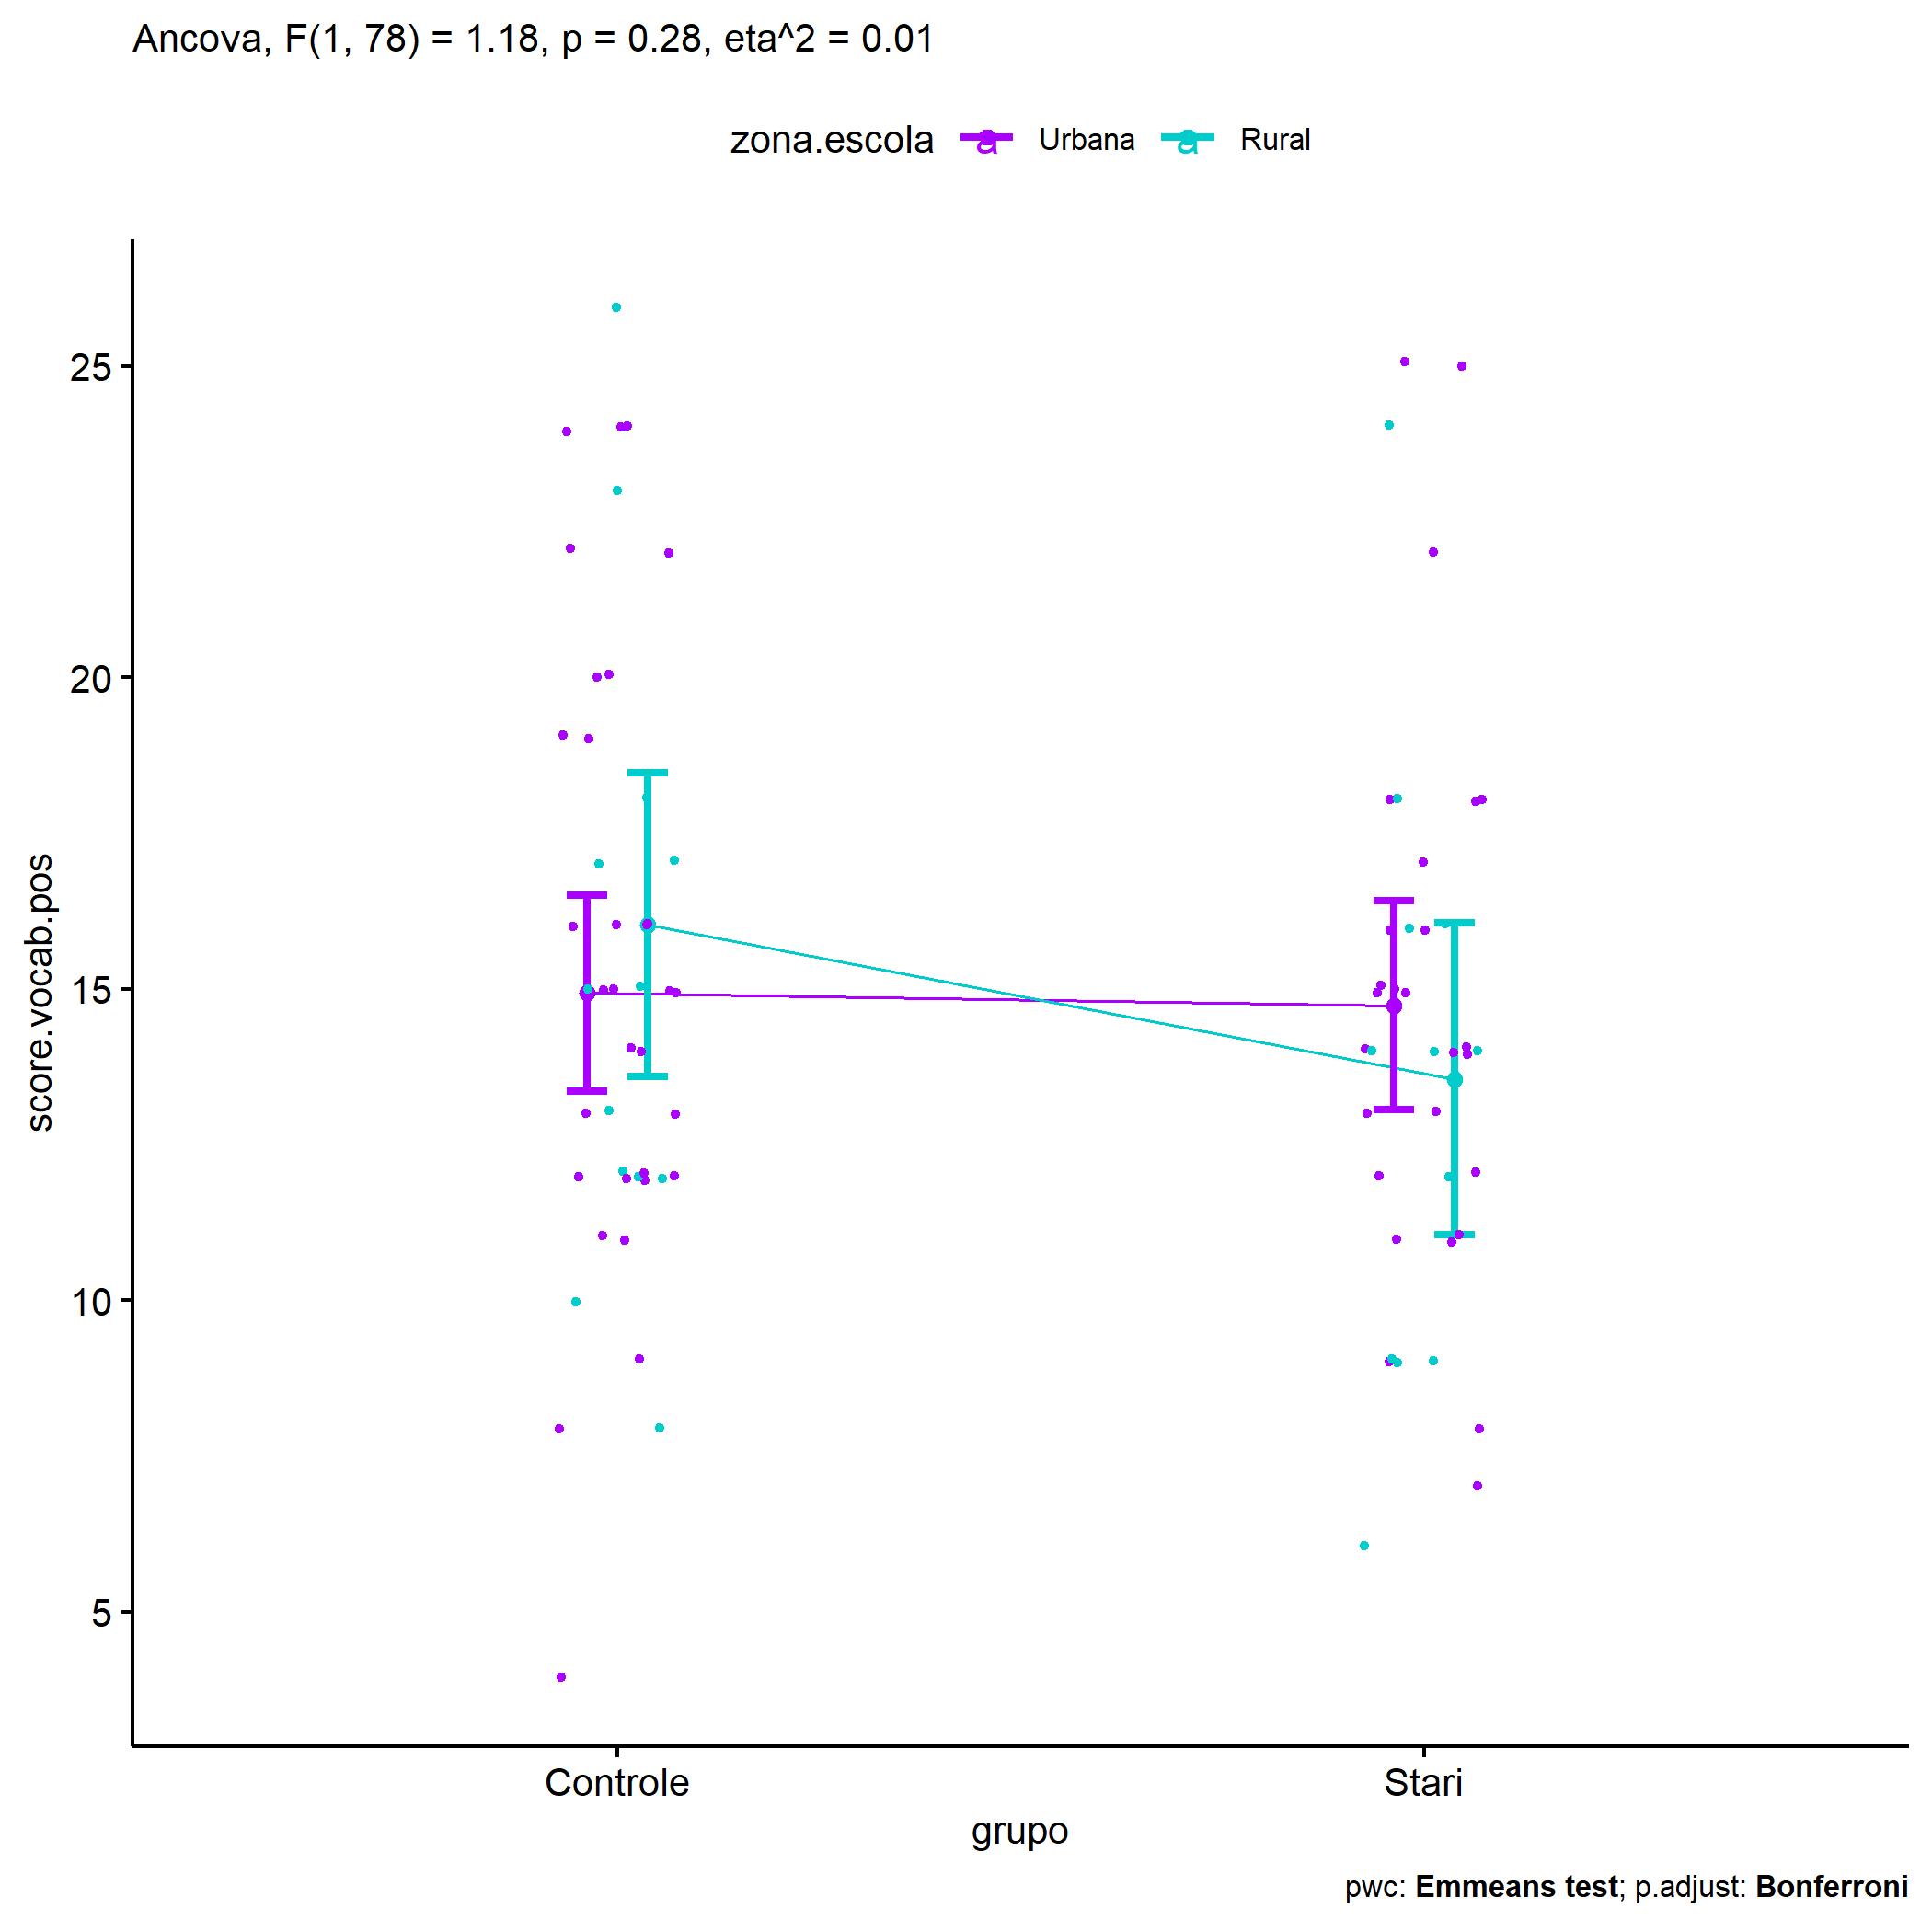 Ancova, F(1, 78) = 1.18, p = 0.28, eta^2 = 0.01
zona.escola a Urbana a Rural
25
20
15
10
5
score.vocab.pos
Controle Stari
grupo
pwc: Emmeans test; p.adjust: Bonferroni